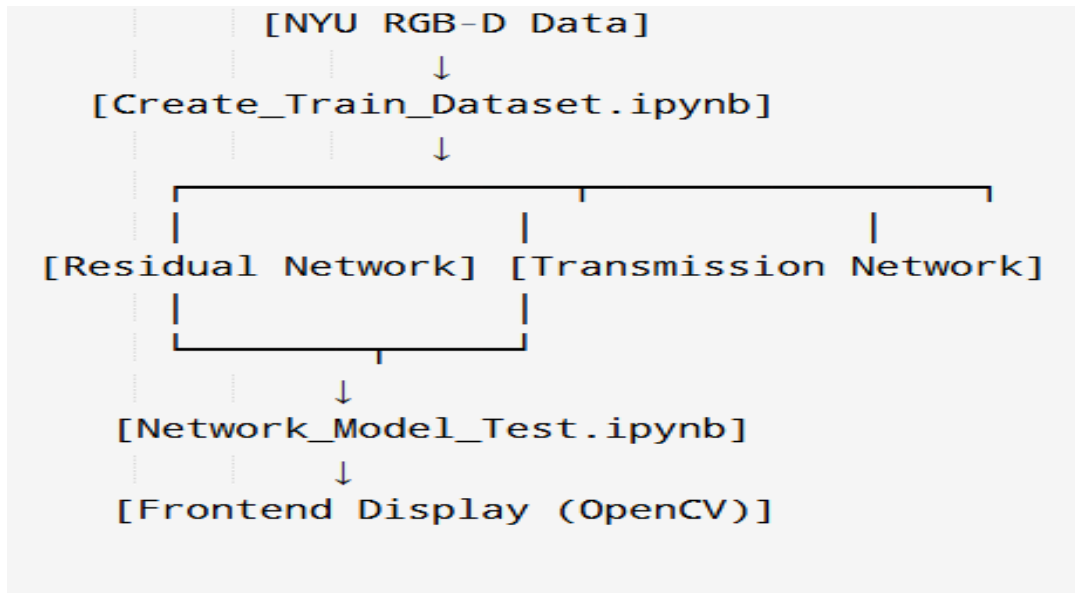 [NYU RGB-D Data]
↓
[Create_Train_Dataset.ipynb]
↓
[Residual Network] [Transmission Network]
↓
[Network_Model_Test.ipynb]
↓
[Frontend Display (OpenCV)]